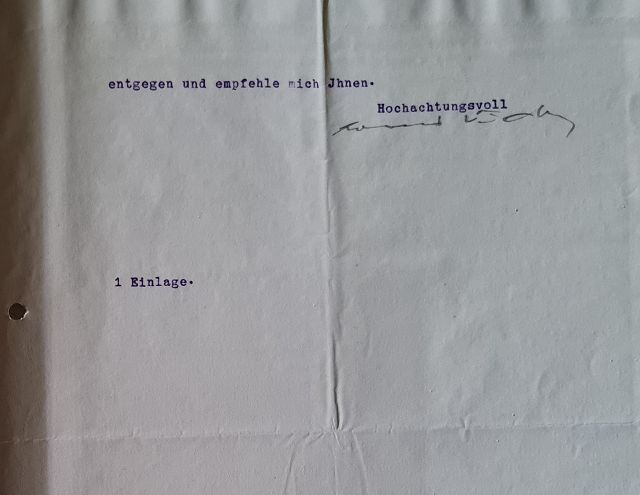 entgegen und empfehle mich Jhnen.
Hochachtungsvoll
1 Einlage.